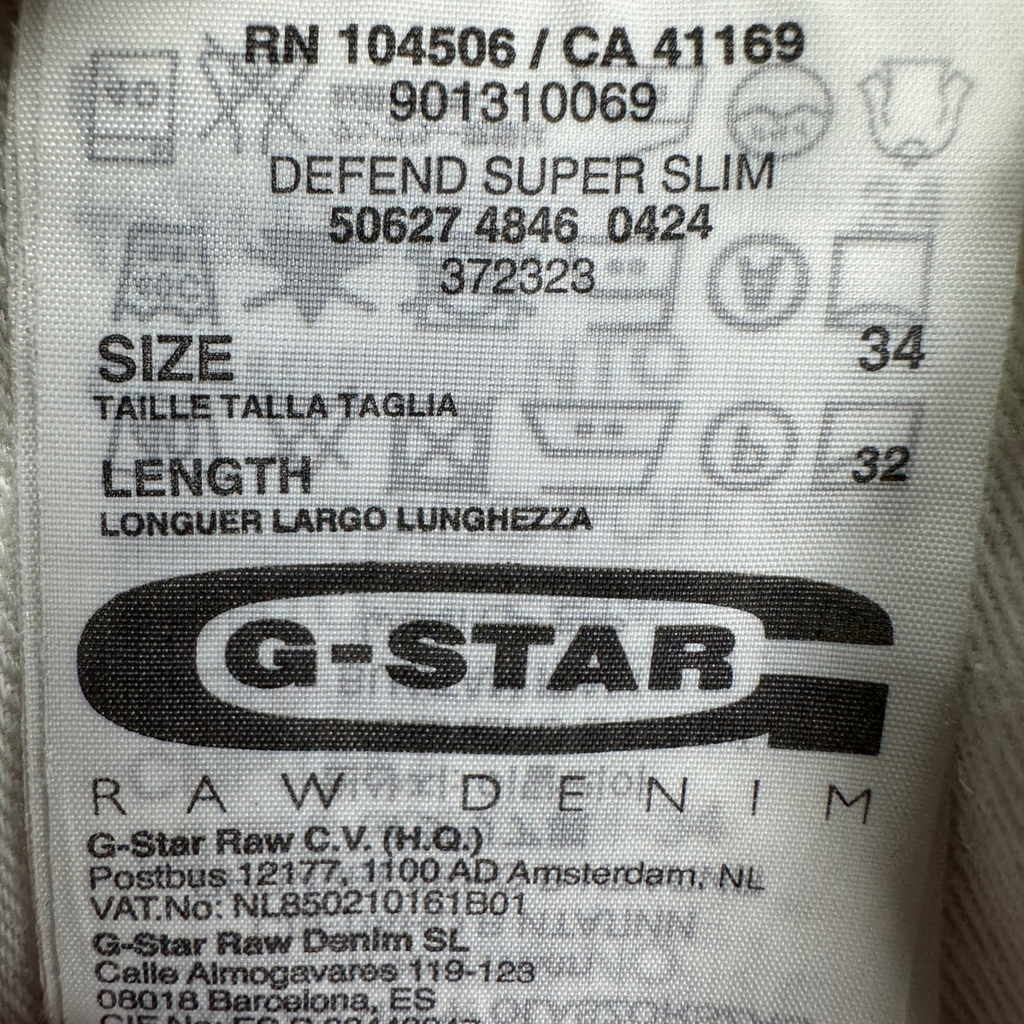 RN 104506 / CA 41169
901310069
DEFEND SUPER SLIM
50627 4846 0424
372323
SIZE 34
TAILLE TALLA TAGLIA
LENGTH 32
LONGUER LARGO LUNGHEZZA
G-STAR
RAW DENIM
G-Star Raw C.V. (H.Q.)
Postbus 12177, 1100 AD Amsterdam, NL
VAT.No: NL850210161B01
G-Star Raw Denim SL
Calle Almogavares 119-123
08018 Barcelona, ES